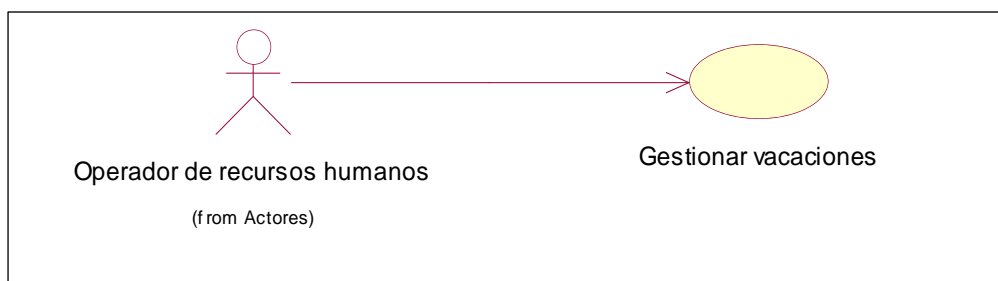 Operador de recursos humanos
(from Actores)
Gestionar vacaciones